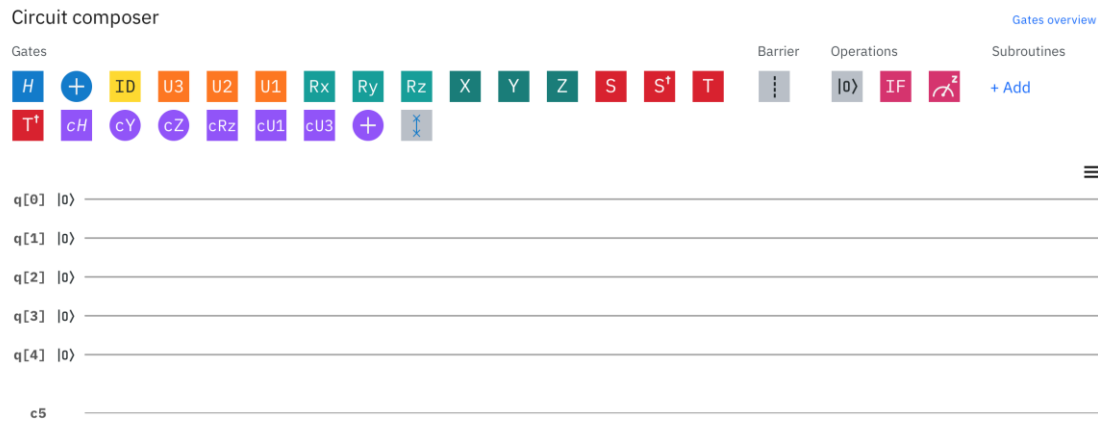 Circuit composer
Gates overview
Gates Barrier Operations Subroutines
H + ID U3 U2 U1 Rx Ry Rz X Y Z S S† T |0⟩ IF z + Add
T† cH cY cZ cRz cU1 cU3 +
q[0] |0⟩
q[1] |0⟩
q[2] |0⟩
q[3] |0⟩
q[4] |0⟩
c5